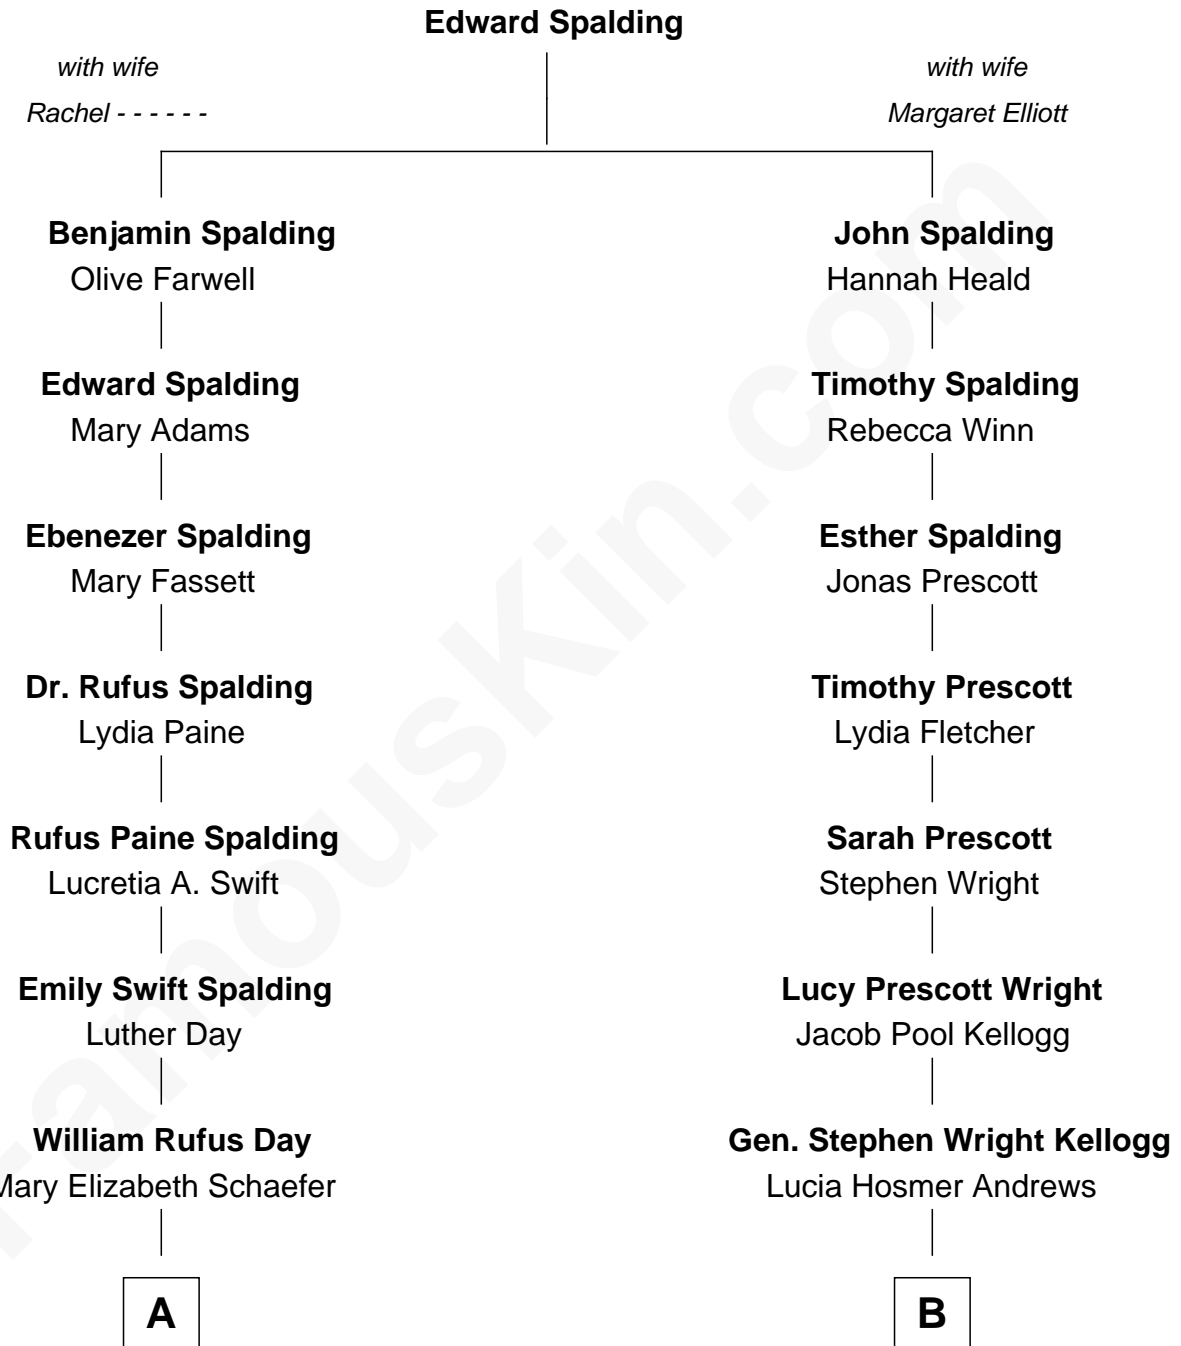 Edward Spalding
with wife
Rachel - - - - - -
with wife
Margaret Elliott
Benjamin Spalding
Olive Farwell
John Spalding
Hannah Heald
Edward Spalding
Mary Adams
Timothy Spalding
Rebecca Winn
Ebenezer Spalding
Mary Fassett
Esther Spalding
Jonas Prescott
Dr. Rufus Spalding
Lydia Paine
Timothy Prescott
Lydia Fletcher
Rufus Paine Spalding
Lucretia A. Swift
Sarah Prescott
Stephen Wright
Emily Swift Spalding
Luther Day
Lucy Prescott Wright
Jacob Pool Kellogg
William Rufus Day
Mary Elizabeth Schaefer
Gen. Stephen Wright Kellogg
Lucia Hosmer Andrews
A
B
FamousKin.com